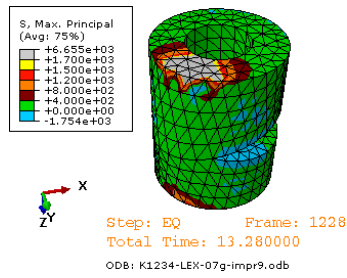 S, Max. Principal
(Avg: 75%)
+6.655e+03
+1.700e+03
+1.500e+03
+1.200e+03
+8.000e+02
+4.000e+02
+0.000e+00
-1.754e+03
X
Z Y
Step: EQ Frame: 1228
Total Time: 13.280000
ODB: K1234-LEX-07g-impr9.odb